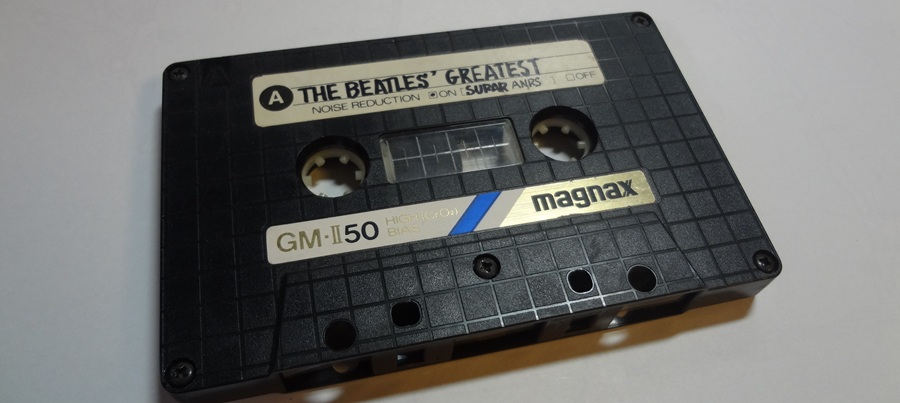 A THE BEATLES' GREATEST
NOISE REDUCTION ON [SUPAR ANRS] OFF
magnax
GM-II50 HIGH(CrO₂)
BIAS